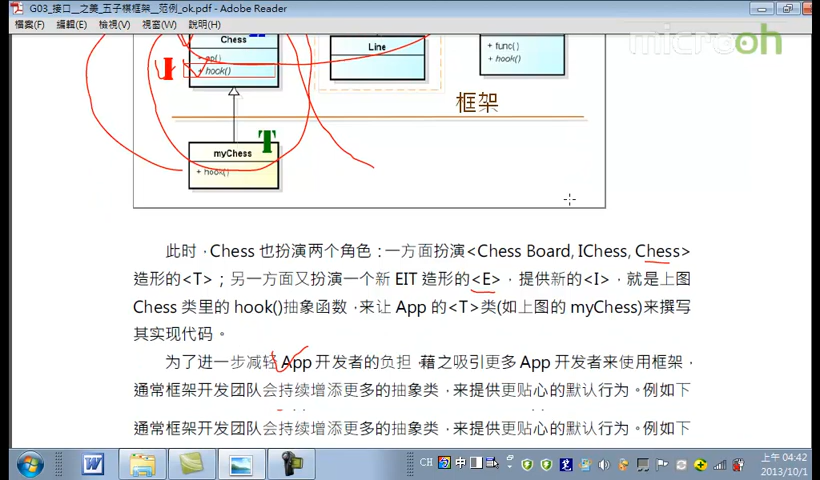 G03_接口__之美_五子棋框架__范例_ok.pdf - Adobe Reader
檔案(F) 編輯(E) 檢視(V) 視窗(W) 說明(H)
microoh
Chess
Line
+ func()
+ hook()
+ hook()
框架
myChess
+ hook()
此时，Chess 也扮演两个角色：一方面扮演<Chess Board, IChess, Chess>
造形的<T>；另一方面又扮演一个新 EIT 造形的<E>，提供新的<I>，就是上图
Chess 类里的 hook()抽象函数，来让 App 的<T>类(如上图的 myChess)来撰写
其实现代码。
为了进一步减轻 App 开发者的负担，藉之吸引更多 App 开发者来使用框架，
通常框架开发团队会持续增添更多的抽象类，来提供更贴心的默认行为。例如下
通常框架开发团队会持续增添更多的抽象类，来提供更贴心的默认行为。例如下
CH 中
上午 04:42
2013/10/1